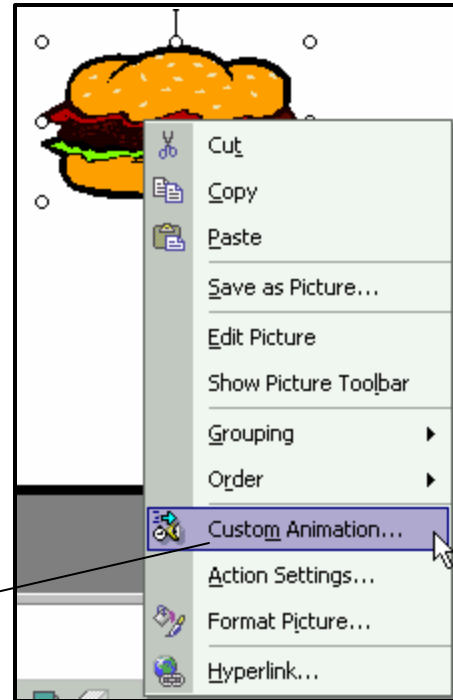 Cut
Copy
Paste
Save as Picture...
Edit Picture
Show Picture Toolbar
Grouping
Order
Custom Animation...
Action Settings...
Format Picture...
Hyperlink...